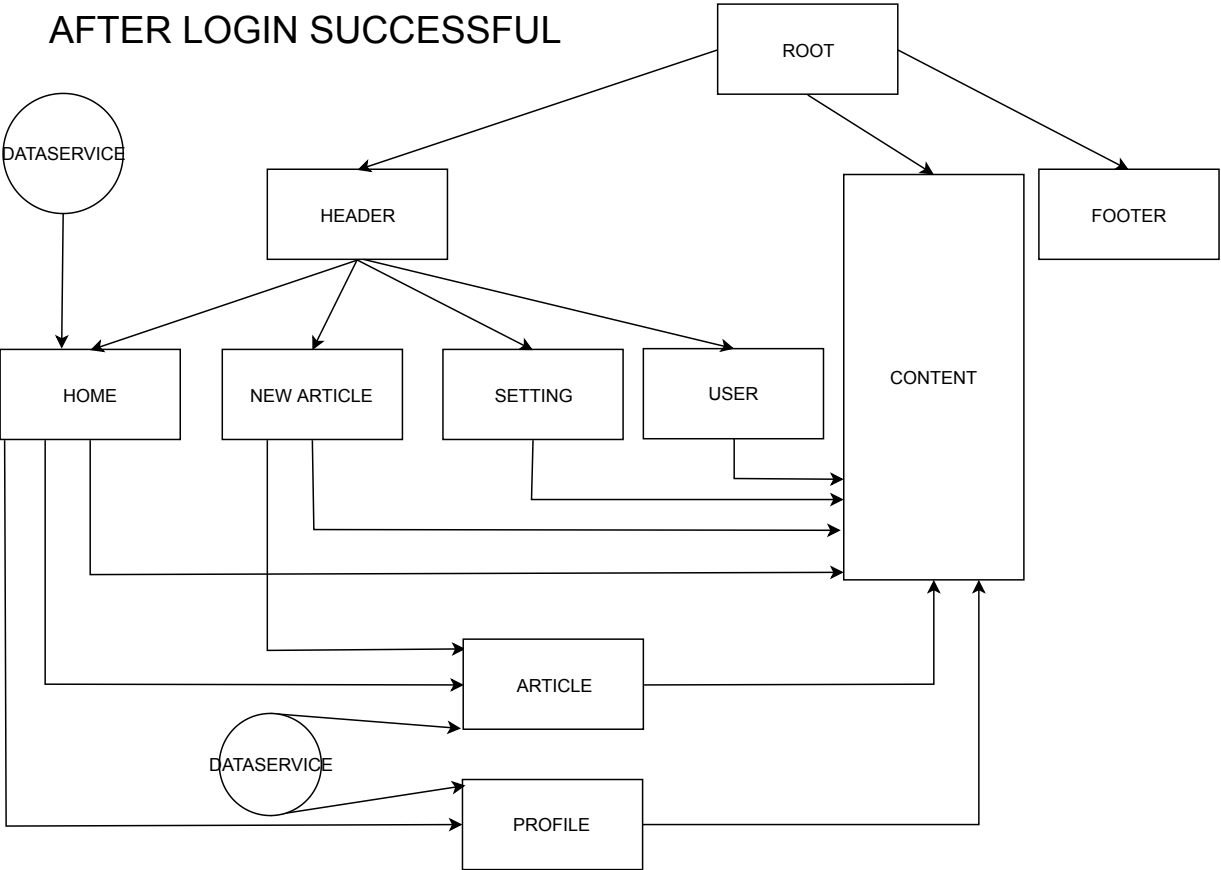 AFTER LOGIN SUCCESSFUL
ROOT
DATASERVICE
HEADER
FOOTER
HOME
NEW ARTICLE
SETTING
USER
CONTENT
ARTICLE
DATASERVICE
PROFILE